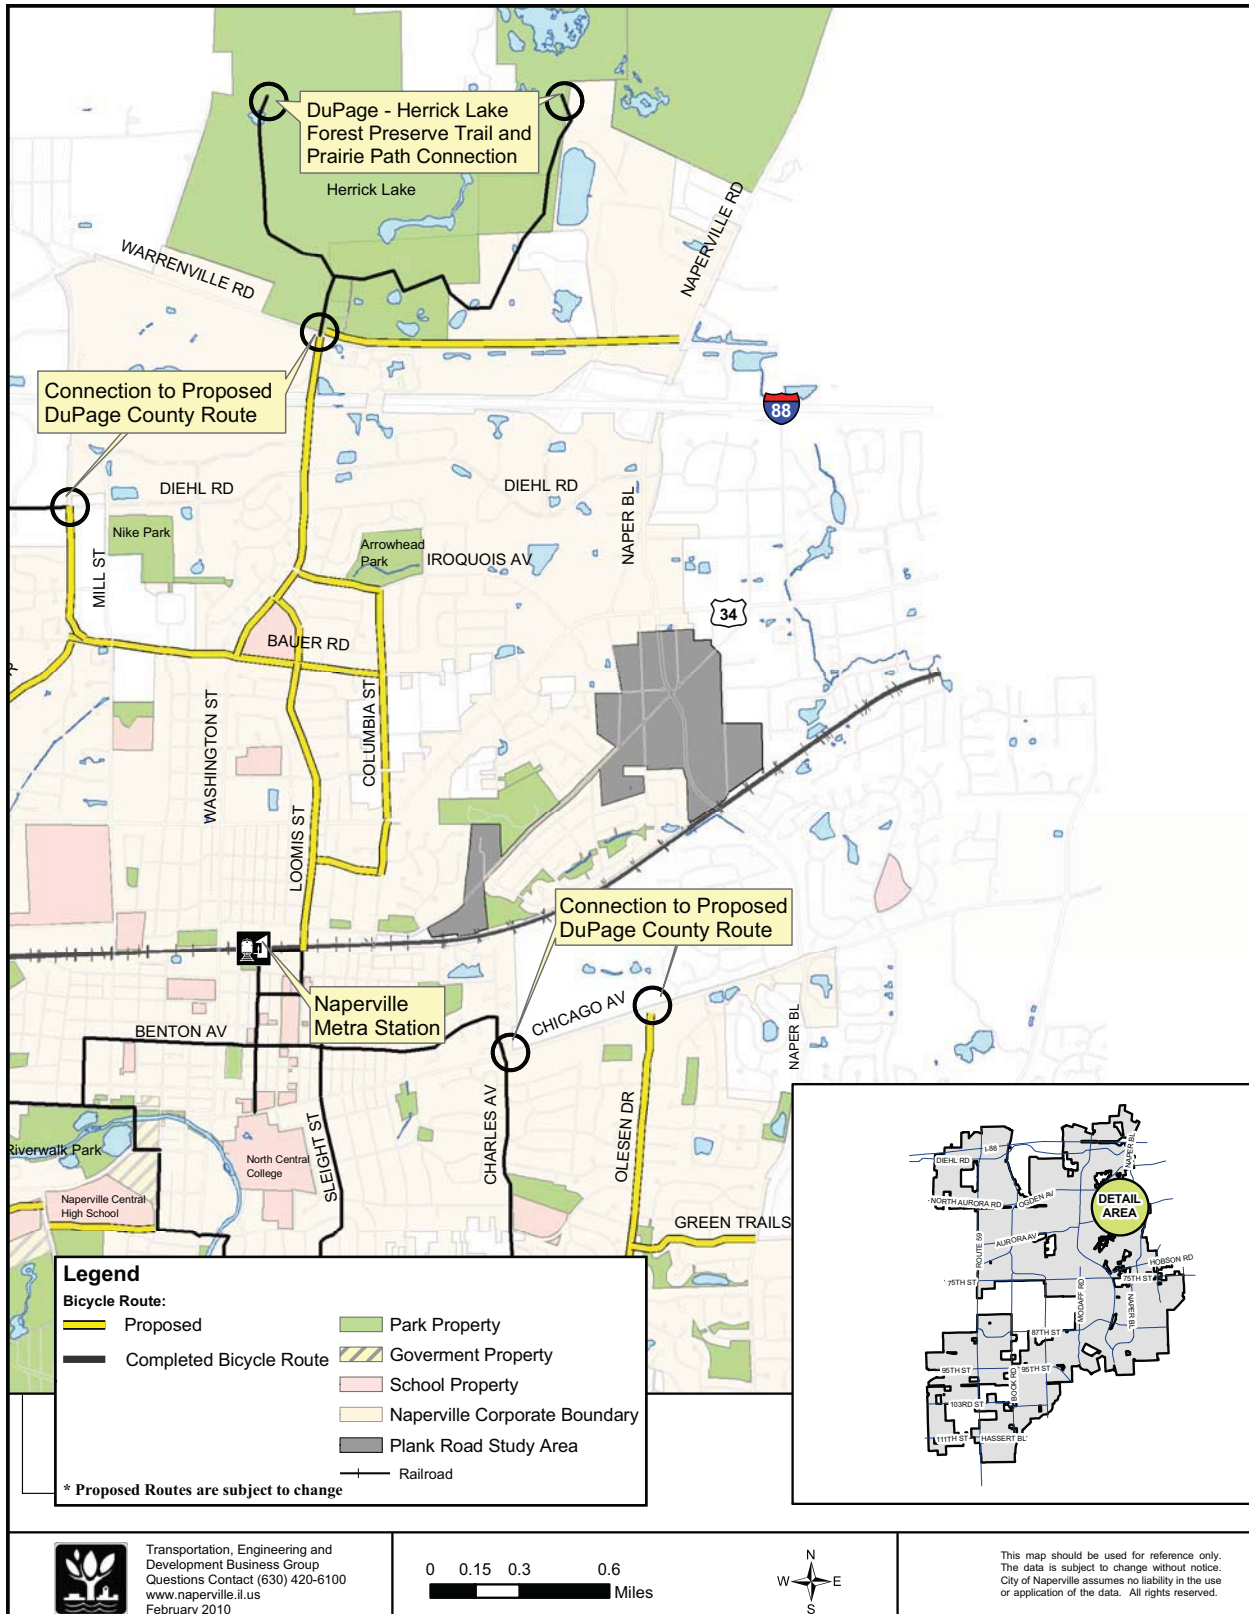 DuPage - Herrick Lake
Forest Preserve Trail and
Prairie Path Connection
Herrick Lake
NAPERVILLE RD
WARRENVILLE RD
Connection to Proposed
DuPage County Route
88
DIEHL RD
DIEHL RD
NAPER BL
Nike Park
Arrowhead
Park
IROQUOIS AV
MILL ST
34
BAUER RD
WASHINGTON ST
COLUMBIA ST
LOOMIS ST
Connection to Proposed
DuPage County Route
Naperville
Metra Station
CHICAGO AV
BENTON AV
NAPER BL
CHARLES AV
OLESEN DR
SLEIGHT ST
Riverwalk Park
North Central
College
Naperville Central
High School
GREEN TRAILS
Legend
Bicycle Route:
Proposed
Completed Bicycle Route
Park Property
Goverment Property
School Property
Naperville Corporate Boundary
Plank Road Study Area
Railroad
* Proposed Routes are subject to change
I-88
NAPER BL
DIEHL RD
NORTH AURORA RD
OGDEN AV
DETAIL
AREA
AURORA AV
ROUTE 59
HOBSON RD
75TH ST
75TH ST
MODAFF RD
NAPER BL
87TH ST
95TH ST
95TH ST
BOOK RD
103RD ST
111TH ST
HASSERT BL
Transportation, Engineering and
Development Business Group
Questions Contact (630) 420-6100
www.naperville.il.us
February 2010
0 0.15 0.3 0.6
Miles
N
W E
S
This map should be used for reference only.
The data is subject to change without notice.
City of Naperville assumes no liability in the use
or application of the data. All rights reserved.